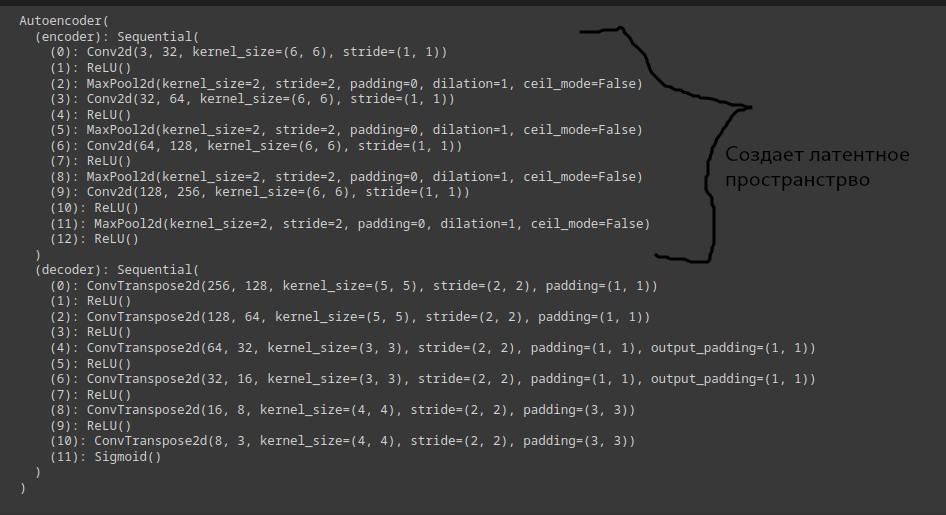 Autoencoder(
(encoder): Sequential(
(0): Conv2d(3, 32, kernel_size=(6, 6), stride=(1, 1))
(1): ReLU()
(2): MaxPool2d(kernel_size=2, stride=2, padding=0, dilation=1, ceil_mode=False)
(3): Conv2d(32, 64, kernel_size=(6, 6), stride=(1, 1))
(4): ReLU()
(5): MaxPool2d(kernel_size=2, stride=2, padding=0, dilation=1, ceil_mode=False)
(6): Conv2d(64, 128, kernel_size=(6, 6), stride=(1, 1))
(7): ReLU()
(8): MaxPool2d(kernel_size=2, stride=2, padding=0, dilation=1, ceil_mode=False)
(9): Conv2d(128, 256, kernel_size=(6, 6), stride=(1, 1))
(10): ReLU()
(11): MaxPool2d(kernel_size=2, stride=2, padding=0, dilation=1, ceil_mode=False)
(12): ReLU()
)
(decoder): Sequential(
(0): ConvTranspose2d(256, 128, kernel_size=(5, 5), stride=(2, 2), padding=(1, 1))
(1): ReLU()
(2): ConvTranspose2d(128, 64, kernel_size=(5, 5), stride=(2, 2), padding=(1, 1))
(3): ReLU()
(4): ConvTranspose2d(64, 32, kernel_size=(3, 3), stride=(2, 2), padding=(1, 1), output_padding=(1, 1))
(5): ReLU()
(6): ConvTranspose2d(32, 16, kernel_size=(3, 3), stride=(2, 2), padding=(1, 1), output_padding=(1, 1))
(7): ReLU()
(8): ConvTranspose2d(16, 8, kernel_size=(4, 4), stride=(2, 2), padding=(3, 3))
(9): ReLU()
(10): ConvTranspose2d(8, 3, kernel_size=(4, 4), stride=(2, 2), padding=(3, 3))
(11): Sigmoid()
)
)
Создает латентное
пространстрво